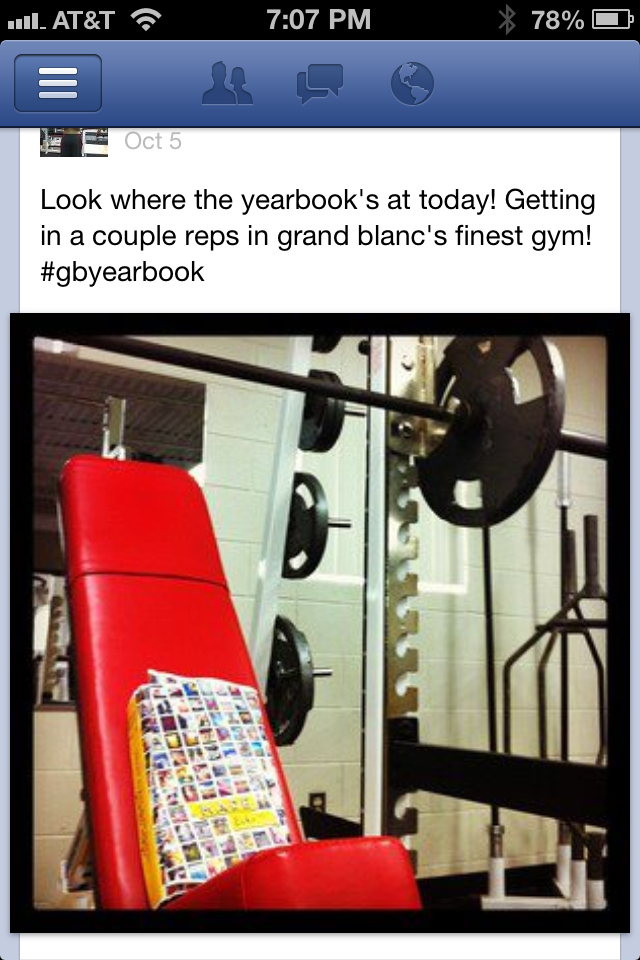 AT&T 7:07 PM 78%
Oct 5
Look where the yearbook's at today! Getting
in a couple reps in grand blanc's finest gym!
#gbyearbook